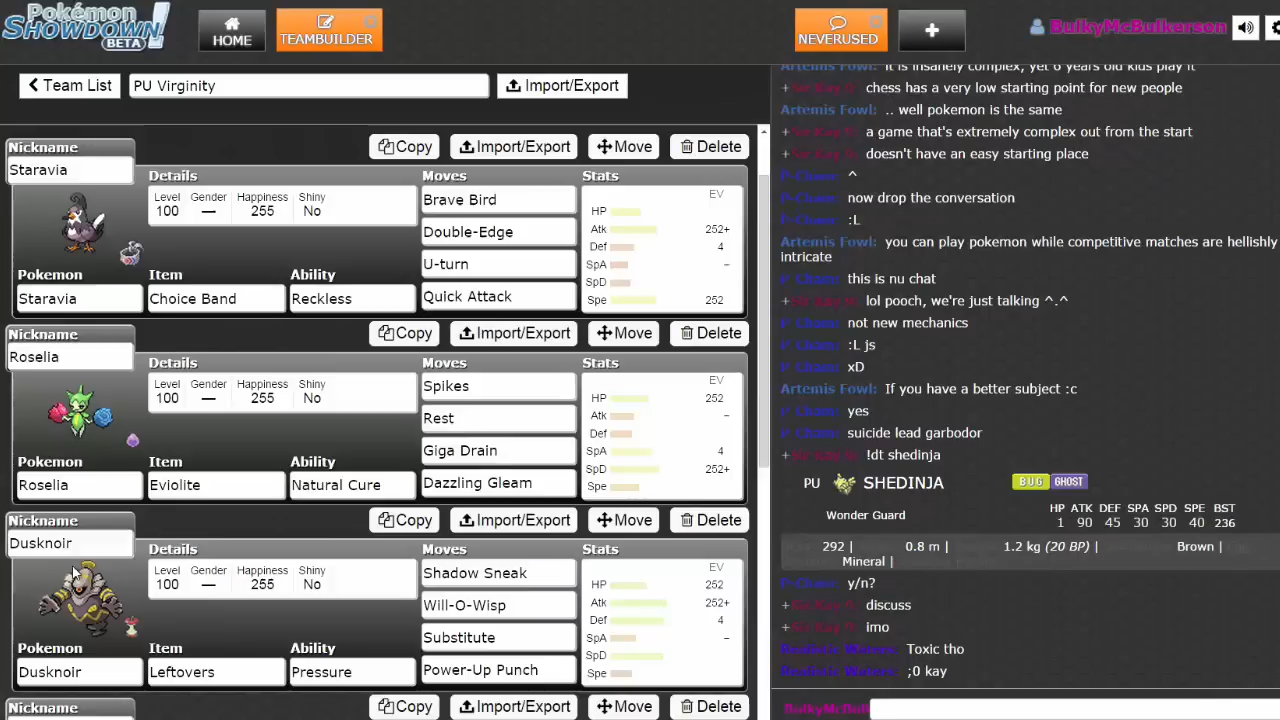 Pokémon
SHOWDOWN!
BETA
HOME
TEAMBUILDER
NEVERUSED
BulkyMcBulkerson
Team List
PU Virginity
Import/Export
Nickname
Staravia
Copy Import/Export Move Delete
Details
Level Gender Happiness Shiny
100 — 255 No
Pokemon Item Ability
Staravia Choice Band Reckless
Moves
Brave Bird
Double-Edge
U-turn
Quick Attack
Stats
EV
HP
Atk 252+
Def 4
SpA –
SpD
Spe 252
Nickname
Roselia
Copy Import/Export Move Delete
Details
Level Gender Happiness Shiny
100 — 255 No
Pokemon Item Ability
Roselia Eviolite Natural Cure
Moves
Spikes
Rest
Giga Drain
Dazzling Gleam
Stats
EV
HP 252
Atk –
Def
SpA 4
SpD 252+
Spe
Nickname
Dusknoir
Copy Import/Export Move Delete
Details
Level Gender Happiness Shiny
100 — 255 No
Pokemon Item Ability
Dusknoir Leftovers Pressure
Moves
Shadow Sneak
Will-O-Wisp
Substitute
Power-Up Punch
Stats
EV
HP 252
Atk 252+
Def 4
SpA –
SpD
Spe
Nickname
Copy Import/Export Move Delete
Artemis Fowl: it is insanely complex, yet 6 years old kids play it
chess has a very low starting point for new people
Artemis Fowl: .. well pokemon is the same
a game that's extremely complex out from the start
doesn't have an easy starting place
^
now drop the conversation
:L
Artemis Fowl: you can play pokemon while competitive matches are hellishly
intricate
this is nu chat
lol pooch, we're just talking ^.^
not new mechanics
:L js
xD
Artemis Fowl: If you have a better subject :c
yes
suicide lead garbodor
!dt shedinja
PU SHEDINJA BUG GHOST
Wonder Guard
HP ATK DEF SPA SPD SPE BST
1 90 45 30 30 40 236
292 | 0.8 m | 1.2 kg (20 BP) | Brown |
Mineral |
y/n?
discuss
imo
Toxic tho
;0 kay
BulkyMcBulk